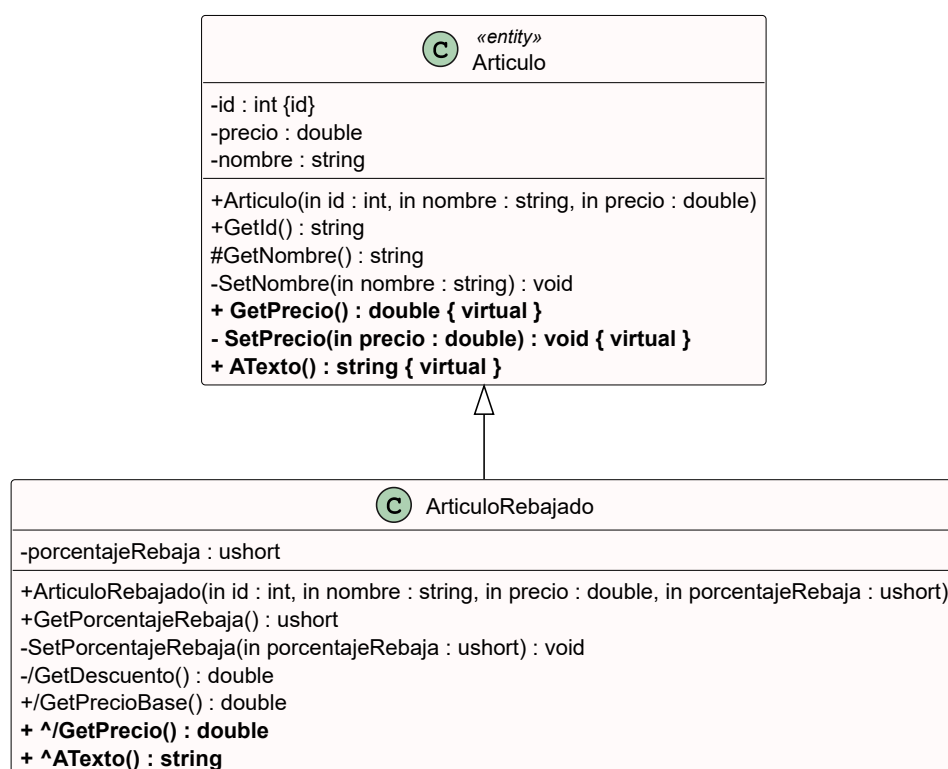 C
«entity»
Articulo
-id : int {id}
-precio : double
-nombre : string
+Articulo(in id : int, in nombre : string, in precio : double)
+GetId() : string
#GetNombre() : string
-SetNombre(in nombre : string) : void
+ GetPrecio() : double { virtual }
- SetPrecio(in precio : double) : void { virtual }
+ ATexto() : string { virtual }
C ArticuloRebajado
-porcentajeRebaja : ushort
+ArticuloRebajado(in id : int, in nombre : string, in precio : double, in porcentajeRebaja : ushort)
+GetPorcentajeRebaja() : ushort
-SetPorcentajeRebaja(in porcentajeRebaja : ushort) : void
-/GetDescuento() : double
+/GetPrecioBase() : double
+ ^/GetPrecio() : double
+ ^ATexto() : string